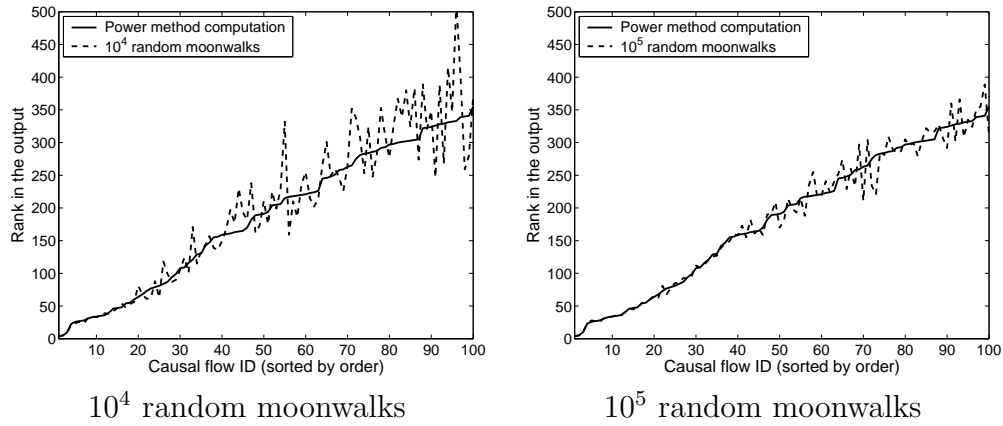 500
450
400
350
300
250
200
150
100
50
0
Rank in the output
Power method computation
10⁴ random moonwalks
10 20 30 40 50 60 70 80 90 100
Causal flow ID (sorted by order)
10⁴ random moonwalks
500
450
400
350
300
250
200
150
100
50
0
Rank in the output
Power method computation
10⁵ random moonwalks
10 20 30 40 50 60 70 80 90 100
Causal flow ID (sorted by order)
10⁵ random moonwalks